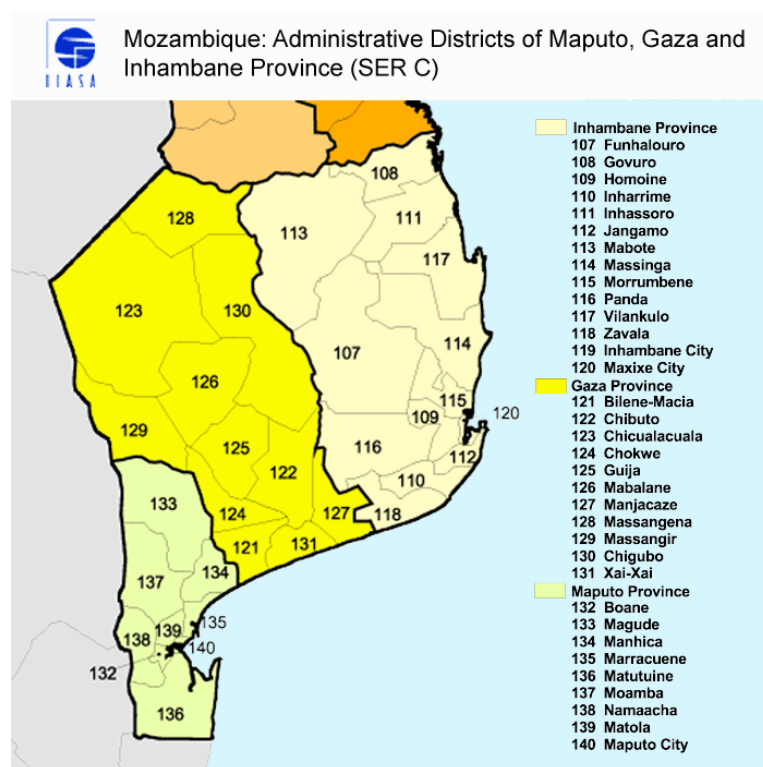 Mozambique: Administrative Districts of Maputo, Gaza and
Inhambane Province (SER C)
BIASA
Inhambane Province
107 Funhalouro
108 Govuro
109 Homoine
110 Inharrime
111 Inhassoro
112 Jangamo
113 Mabote
114 Massinga
115 Morrumbene
116 Panda
117 Vilankulo
118 Zavala
119 Inhambane City
120 Maxixe City
Gaza Province
121 Bilene-Macia
122 Chibuto
123 Chicualacuala
124 Chokwe
125 Guija
126 Mabalane
127 Manjacaze
128 Massangena
129 Massangir
130 Chigubo
131 Xai-Xai
Maputo Province
132 Boane
133 Magude
134 Manhica
135 Marracuene
136 Matutuine
137 Moamba
138 Namaacha
139 Matola
140 Maputo City
108
128
111
113
117
123
130
114
107
126
115
120
109
129
125
116
112
122
110
133
124
127
118
121
131
134
137
135
139
138
140
132
136